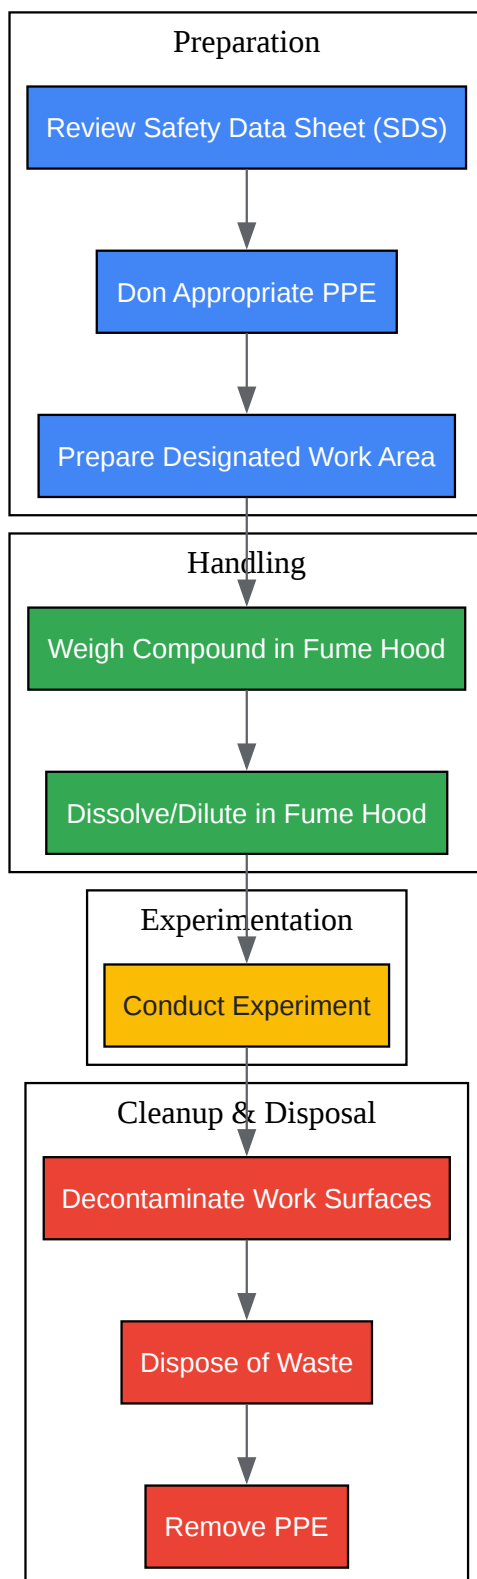 Preparation
Review Safety Data Sheet (SDS)
Don Appropriate PPE
Prepare Designated Work Area
Handling
Weigh Compound in Fume Hood
Dissolve/Dilute in Fume Hood
Experimentation
Conduct Experiment
Cleanup & Disposal
Decontaminate Work Surfaces
Dispose of Waste
Remove PPE